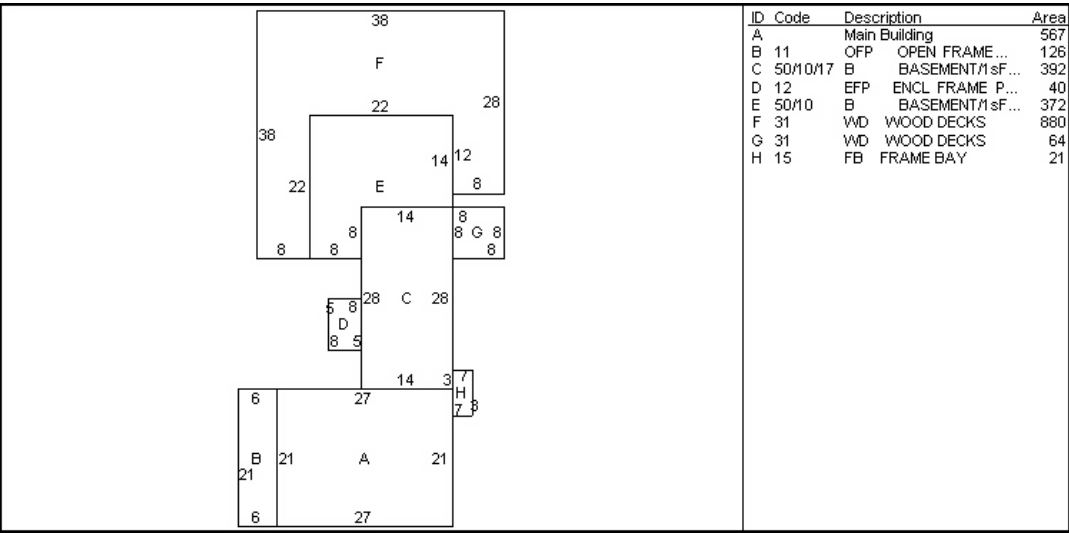 38
F
22
28
38
14 12
22 E 8
14 8
8 8 G 8
8 8 8
28 C 28
5 8
D
8 5
14 3 7
H
6 27 7 3
B 21 A 21
21
6 27
ID Code Description Area
A Main Building 567
B 11 OFP OPEN FRAME... 126
C 50/10/17 B BASEMENT/1sF... 392
D 12 EFP ENCL FRAME P... 40
E 50/10 B BASEMENT/1sF... 372
F 31 WD WOOD DECKS 880
G 31 WD WOOD DECKS 64
H 15 FB FRAME BAY 21